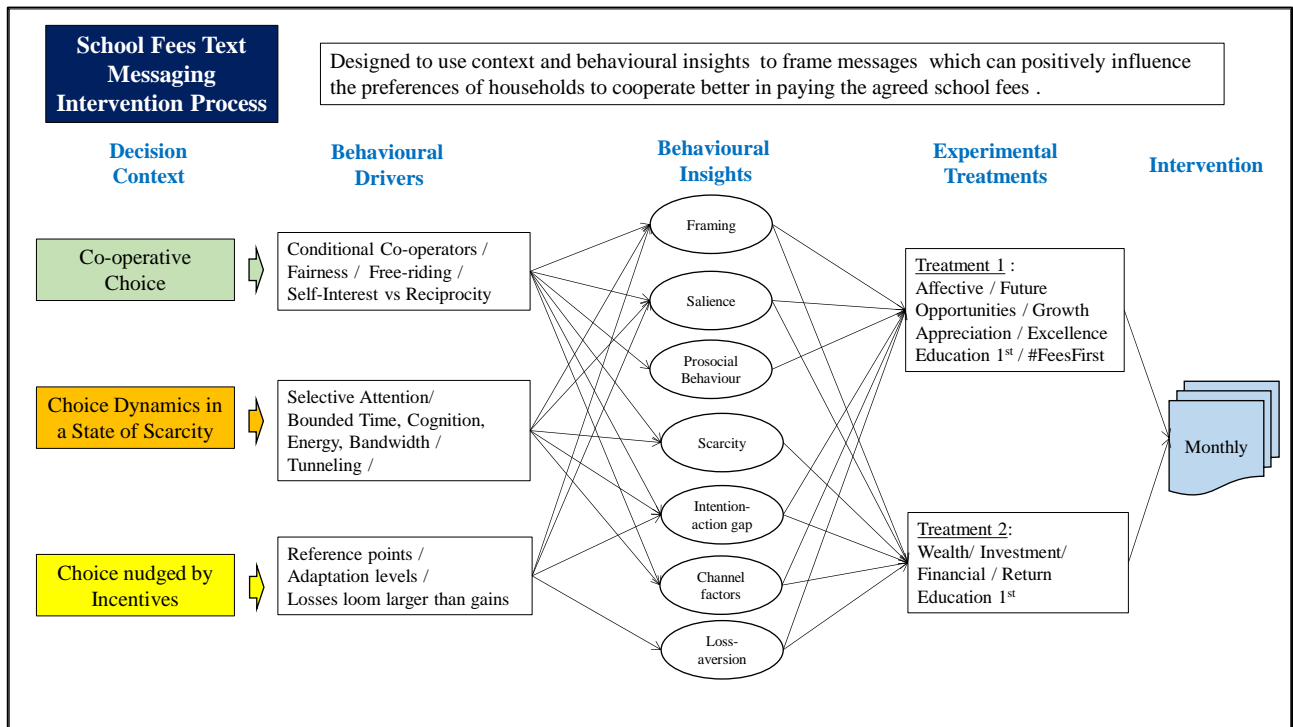 School Fees Text
Messaging
Intervention Process
Designed to use context and behavioural insights to frame messages which can positively influence
the preferences of households to cooperate better in paying the agreed school fees .
Decision
Context
Behavioural
Drivers
Behavioural
Insights
Experimental
Treatments
Intervention
Co-operative
Choice
Conditional Co-operators /
Fairness / Free-riding /
Self-Interest vs Reciprocity
Choice Dynamics in
a State of Scarcity
Selective Attention/
Bounded Time, Cognition,
Energy, Bandwidth /
Tunneling /
Choice nudged by
Incentives
Reference points /
Adaptation levels /
Losses loom larger than gains
Framing
Salience
Prosocial
Behaviour
Scarcity
Intention-
action gap
Channel
factors
Loss-
aversion
Treatment 1 :
Affective / Future
Opportunities / Growth
Appreciation / Excellence
Education 1st / #FeesFirst
Treatment 2:
Wealth/ Investment/
Financial / Return
Education 1st
Monthly